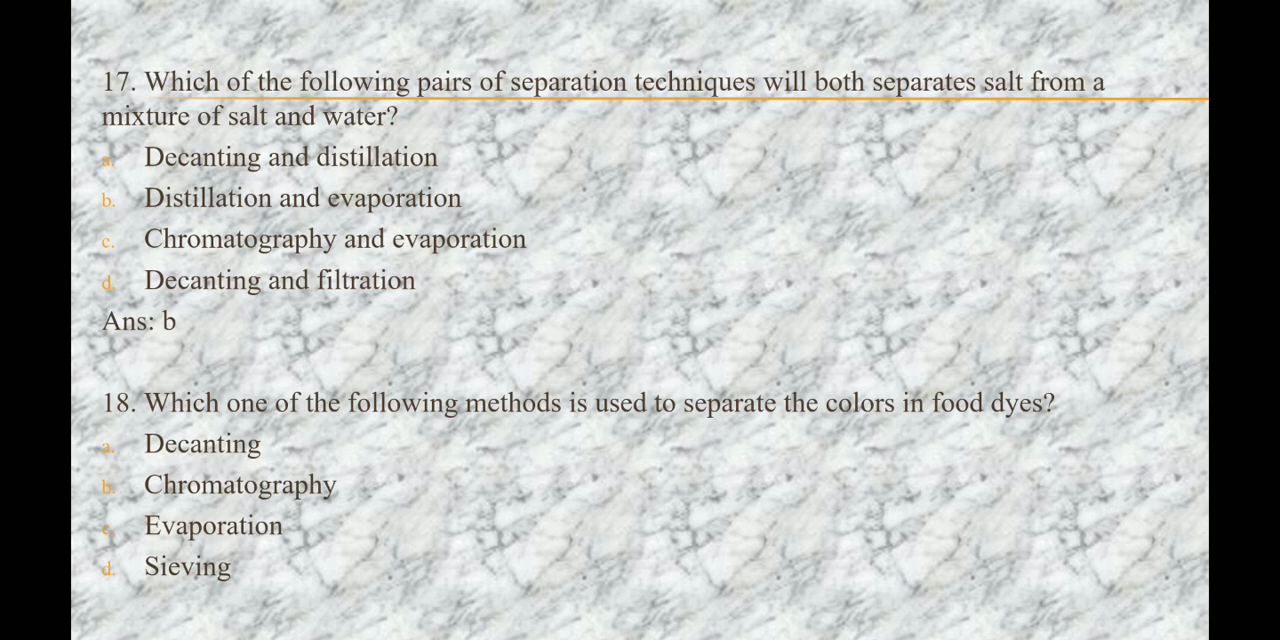 17. Which of the following pairs of separation techniques will both separates salt from a
mixture of salt and water?
a. Decanting and distillation
b. Distillation and evaporation
c. Chromatography and evaporation
d. Decanting and filtration
Ans: b
18. Which one of the following methods is used to separate the colors in food dyes?
a. Decanting
b. Chromatography
c. Evaporation
d. Sieving